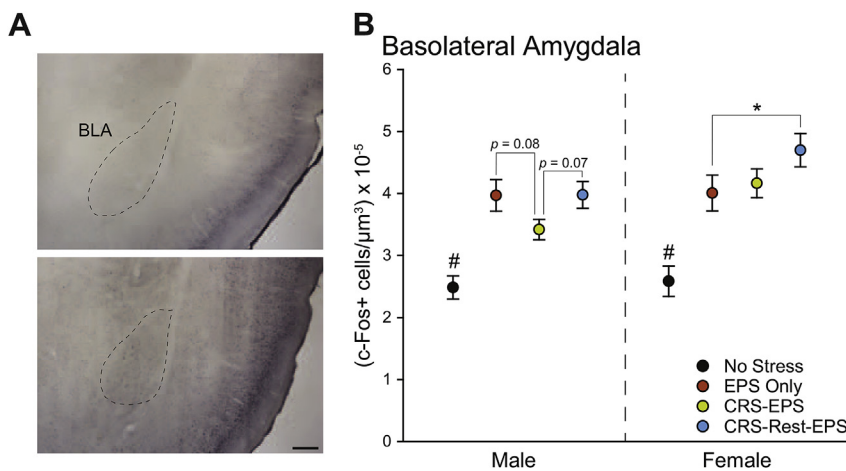 A
BLA
B
Basolateral Amygdala
(c-Fos+ cells/μm³) x 10⁻⁵
6
5
4
3
2
1
0
#
p = 0.08
p = 0.07
#
*
No Stress
EPS Only
CRS-EPS
CRS-Rest-EPS
Male
Female